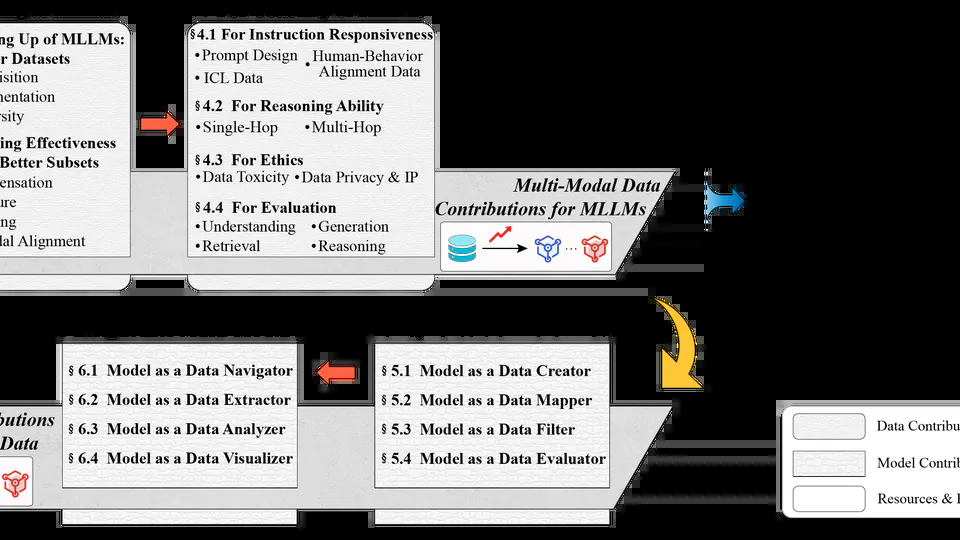 ng Up of MLLMs:
r Datasets
isition
nentation
rsity
ing Effectiveness
Better Subsets
ensation
ure
ng
dal Alignment
§4.1 For Instruction Responsiveness
•Prompt Design
•Human-Behavior
Alignment Data
•ICL Data
§4.2 For Reasoning Ability
•Single-Hop •Multi-Hop
§4.3 For Ethics
•Data Toxicity •Data Privacy & IP
§4.4 For Evaluation
•Understanding •Generation
•Retrieval •Reasoning
Multi-Modal Data
Contributions for MLLMs
butions
Data
§ 6.1 Model as a Data Navigator
§ 6.2 Model as a Data Extractor
§ 6.3 Model as a Data Analyzer
§ 6.4 Model as a Data Visualizer
§ 5.1 Model as a Data Creator
§ 5.2 Model as a Data Mapper
§ 5.3 Model as a Data Filter
§ 5.4 Model as a Data Evaluator
Data Contribu
Model Contrib
Resources &